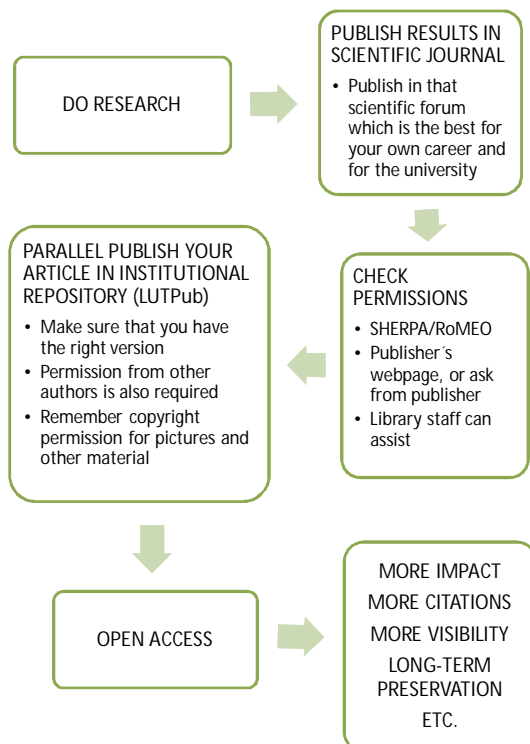 DO RESEARCH
PUBLISH RESULTS IN
SCIENTIFIC JOURNAL
• Publish in that
scientific forum
which is the best for
your own career and
for the university
CHECK
PERMISSIONS
• SHERPA/RoMEO
• Publisher´s
webpage, or ask
from publisher
• Library staff can
assist
PARALLEL PUBLISH YOUR
ARTICLE IN INSTITUTIONAL
REPOSITORY (LUTPub)
• Make sure that you have
the right version
• Permission from other
authors is also required
• Remember copyright
permission for pictures and
other material
OPEN ACCESS
MORE IMPACT
MORE CITATIONS
MORE VISIBILITY
LONG-TERM
PRESERVATION
ETC.